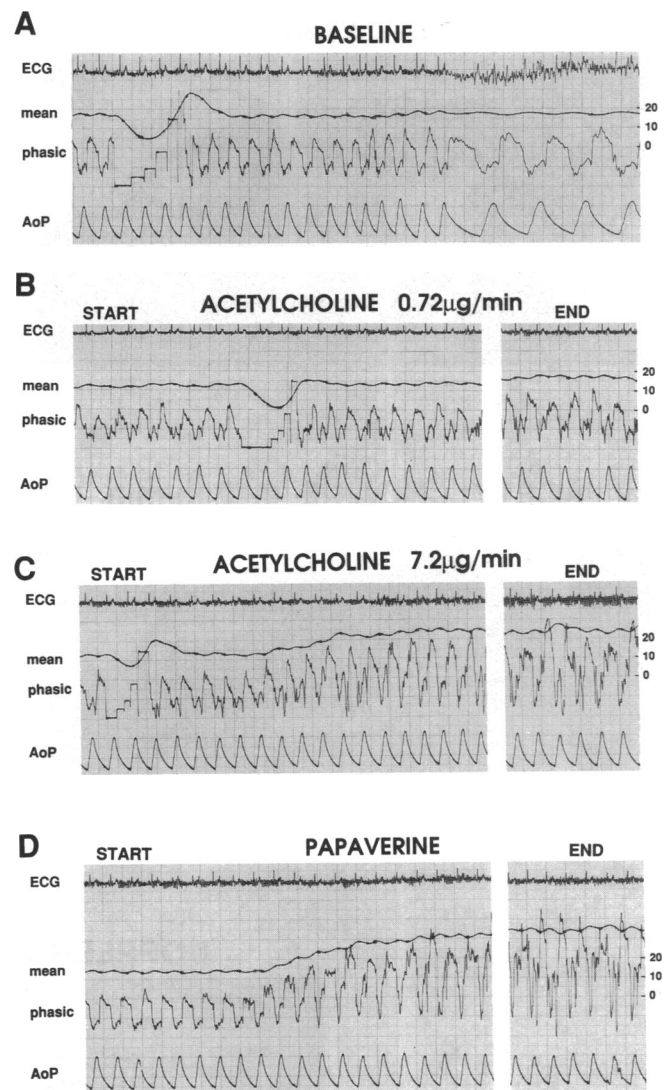 A
BASELINE
ECG
mean
phasic
AoP
20
10
0
B
START ACETYLCHOLINE 0.72µg/min END
ECG
mean
phasic
AoP
20
10
0
C
START ACETYLCHOLINE 7.2µg/min END
ECG
mean
phasic
AoP
20
10
0
D
START PAPAVERINE END
ECG
mean
phasic
AoP
20
10
0